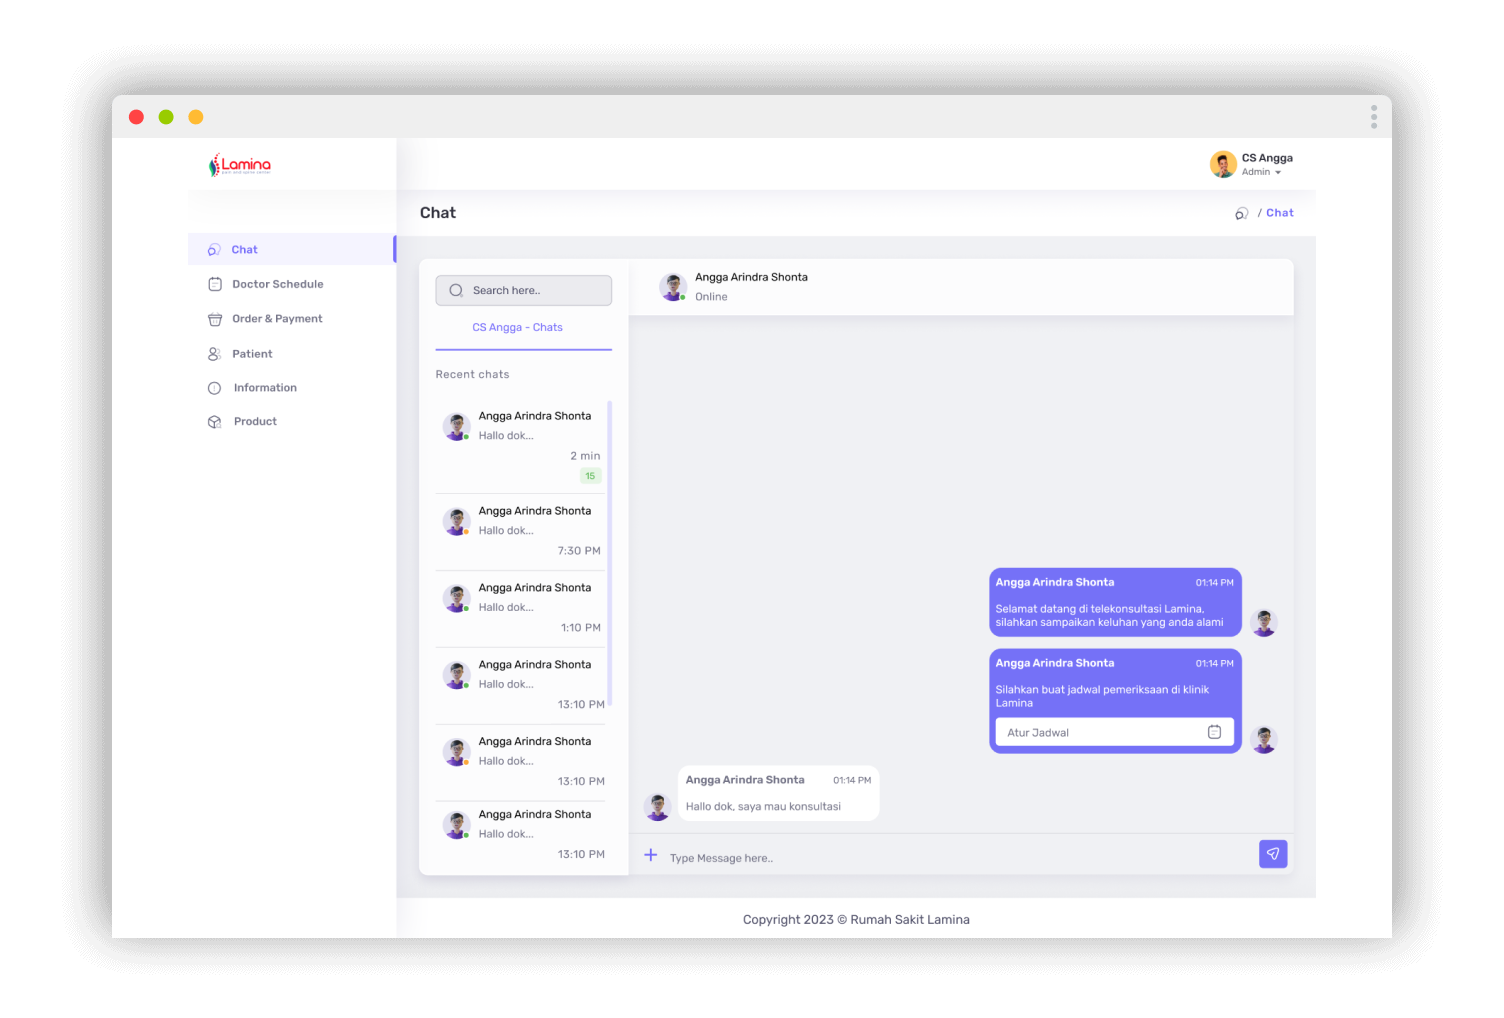 Lamina
CS Angga
Admin
Chat
/ Chat
Chat
Doctor Schedule
Order & Payment
Patient
Information
Product
Search here..
CS Angga - Chats
Recent chats
Angga Arindra Shonta
Hallo dok...
2 min
15
Angga Arindra Shonta
Hallo dok...
7:30 PM
Angga Arindra Shonta
Hallo dok...
1:10 PM
Angga Arindra Shonta
Hallo dok...
13:10 PM
Angga Arindra Shonta
Hallo dok...
13:10 PM
Angga Arindra Shonta
Hallo dok...
13:10 PM
Angga Arindra Shonta
Online
Angga Arindra Shonta 01:14 PM
Selamat datang di telekonsultasi Lamina,
silahkan sampaikan keluhan yang anda alami
Angga Arindra Shonta 01:14 PM
Silahkan buat jadwal pemeriksaan di klinik
Lamina
Atur Jadwal
Angga Arindra Shonta 01:14 PM
Hallo dok, saya mau konsultasi
Type Message here..
Copyright 2023 © Rumah Sakit Lamina